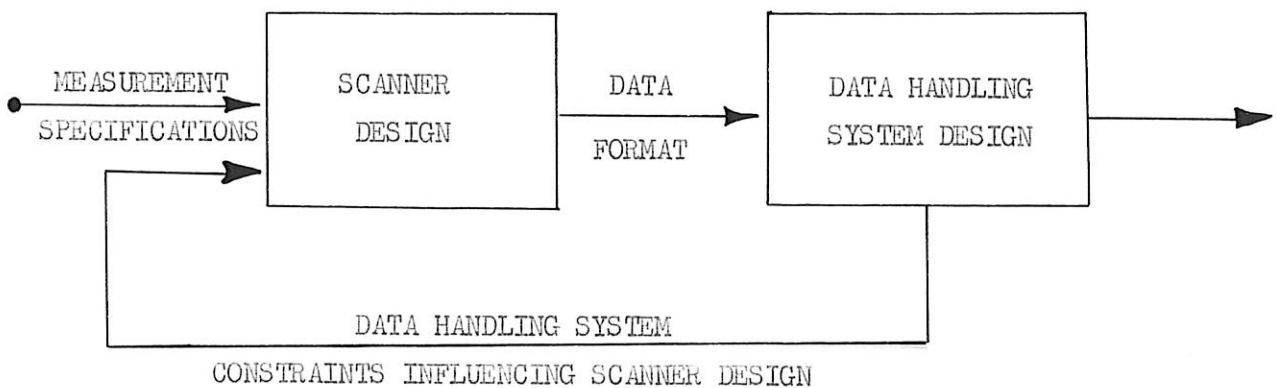 MEASUREMENT
SPECIFICATIONS
SCANNER
DESIGN
DATA
FORMAT
DATA HANDLING
SYSTEM DESIGN
DATA HANDLING SYSTEM
CONSTRAINTS INFLUENCING SCANNER DESIGN